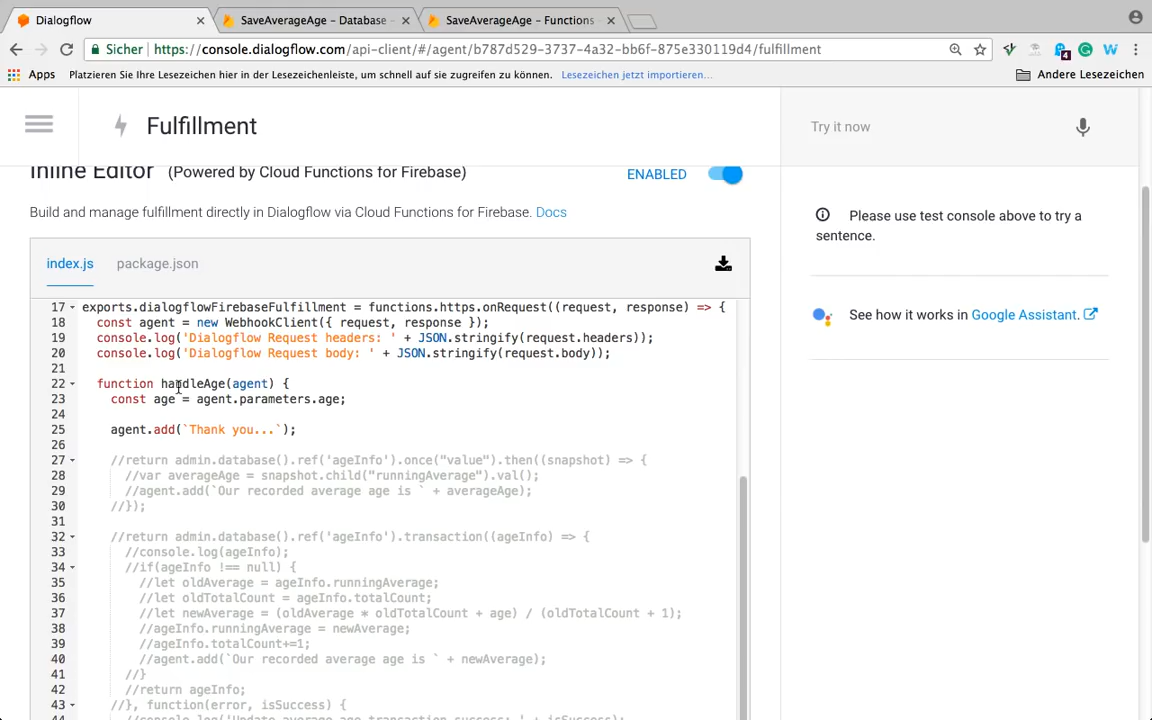 Dialogflow
SaveAverageAge - Database -
SaveAverageAge - Functions -
Sicher
https://console.dialogflow.com/api-client/#/agent/b787d529-3737-4a32-bb6f-875e330119d4/fulfillment
4
Apps
Platzieren Sie Ihre Lesezeichen hier in der Lesezeichenleiste, um schnell auf sie zugreifen zu können.
Lesezeichen jetzt importieren...
Andere Lesezeichen
Fulfillment
Try it now
Inline Editor (Powered by Cloud Functions for Firebase)
ENABLED
Build and manage fulfillment directly in Dialogflow via Cloud Functions for Firebase. Docs
index.js
package.json
17 exports.dialogflowFirebaseFulfillment = functions.https.onRequest((request, response) => {
18 const agent = new WebhookClient({ request, response });
19 console.log('Dialogflow Request headers: ' + JSON.stringify(request.headers));
20 console.log('Dialogflow Request body: ' + JSON.stringify(request.body));
21
22 function handleAge(agent) {
23 const age = agent.parameters.age;
24
25 agent.add(`Thank you...`);
26
27 //return admin.database().ref('ageInfo').once("value").then((snapshot) => {
28 //var averageAge = snapshot.child("runningAverage").val();
29 //agent.add(`Our recorded average age is ` + averageAge);
30 //});
31
32 //return admin.database().ref('ageInfo').transaction((ageInfo) => {
33 //console.log(ageInfo);
34 //if(ageInfo !== null) {
35 //let oldAverage = ageInfo.runningAverage;
36 //let oldTotalCount = ageInfo.totalCount;
37 //let newAverage = (oldAverage * oldTotalCount + age) / (oldTotalCount + 1);
38 //ageInfo.runningAverage = newAverage;
39 //ageInfo.totalCount+=1;
40 //agent.add(`Our recorded average age is ` + newAverage);
41 //}
42 //return ageInfo;
43 //}, function(error, isSuccess) {
44 //console.log('Update average age transaction success: ' + isSuccess);
Please use test console above to try a
sentence.
See how it works in Google Assistant.